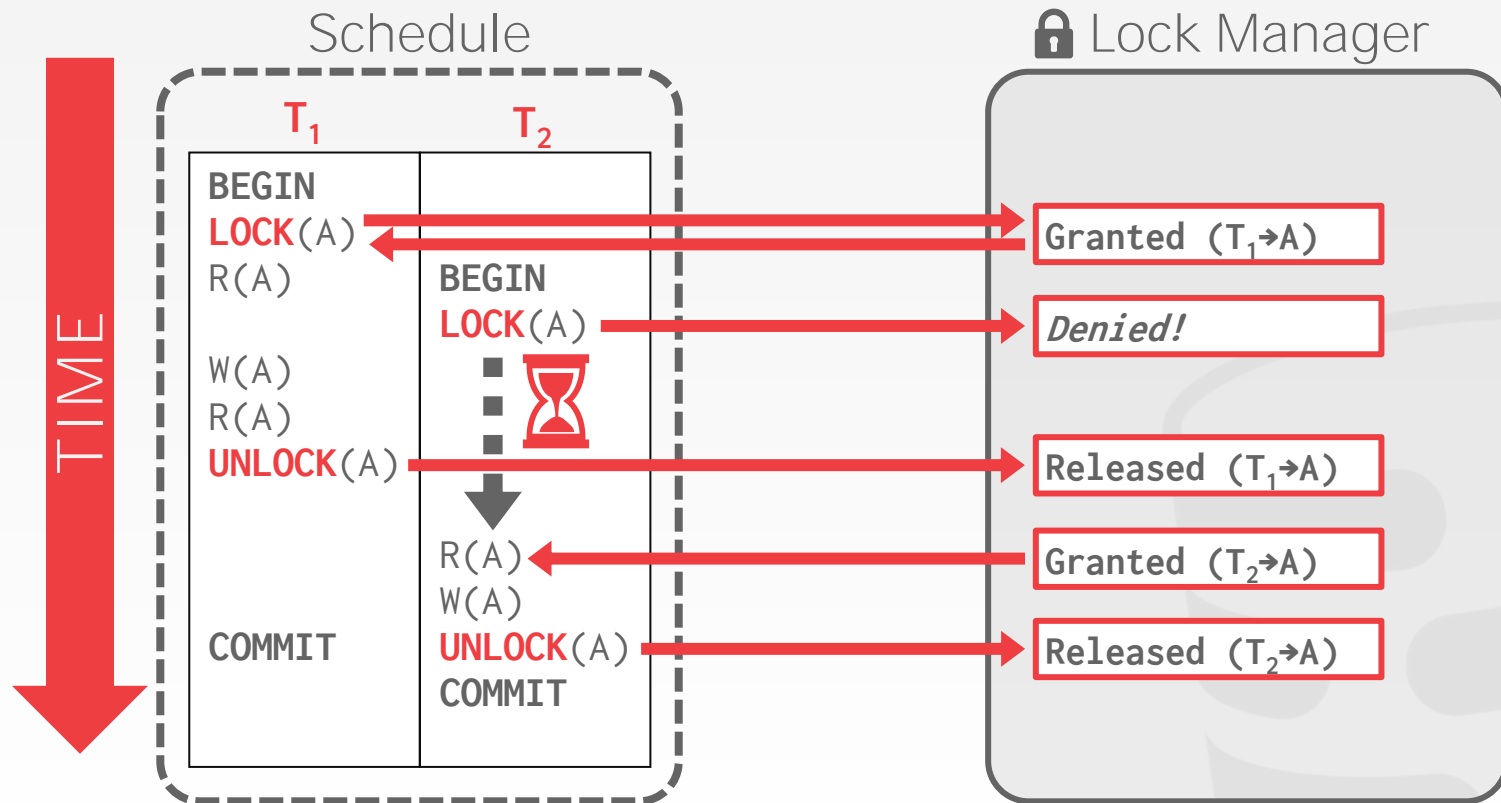 Schedule
Lock Manager
TIME
T₁
T₂
BEGIN
LOCK(A)
Granted (T₁→A)
R(A)
BEGIN
LOCK(A)
Denied!
W(A)
R(A)
UNLOCK(A)
Released (T₁→A)
R(A)
Granted (T₂→A)
W(A)
COMMIT
UNLOCK(A)
Released (T₂→A)
COMMIT